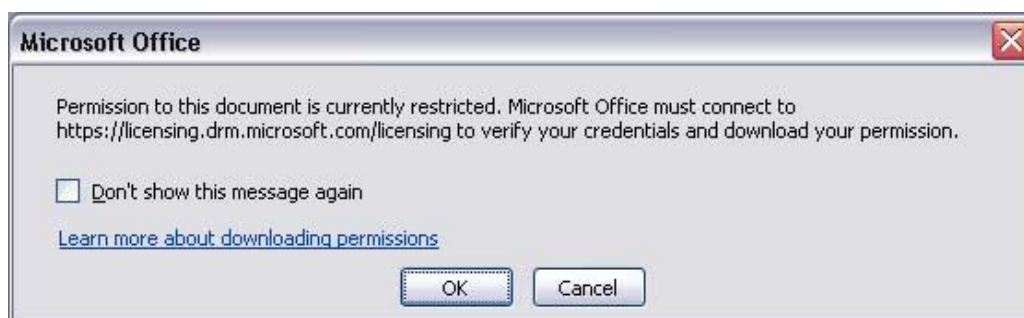 Microsoft Office
Permission to this document is currently restricted. Microsoft Office must connect to
https://licensing.drm.microsoft.com/licensing to verify your credentials and download your permission.
Don't show this message again
Learn more about downloading permissions
OK Cancel